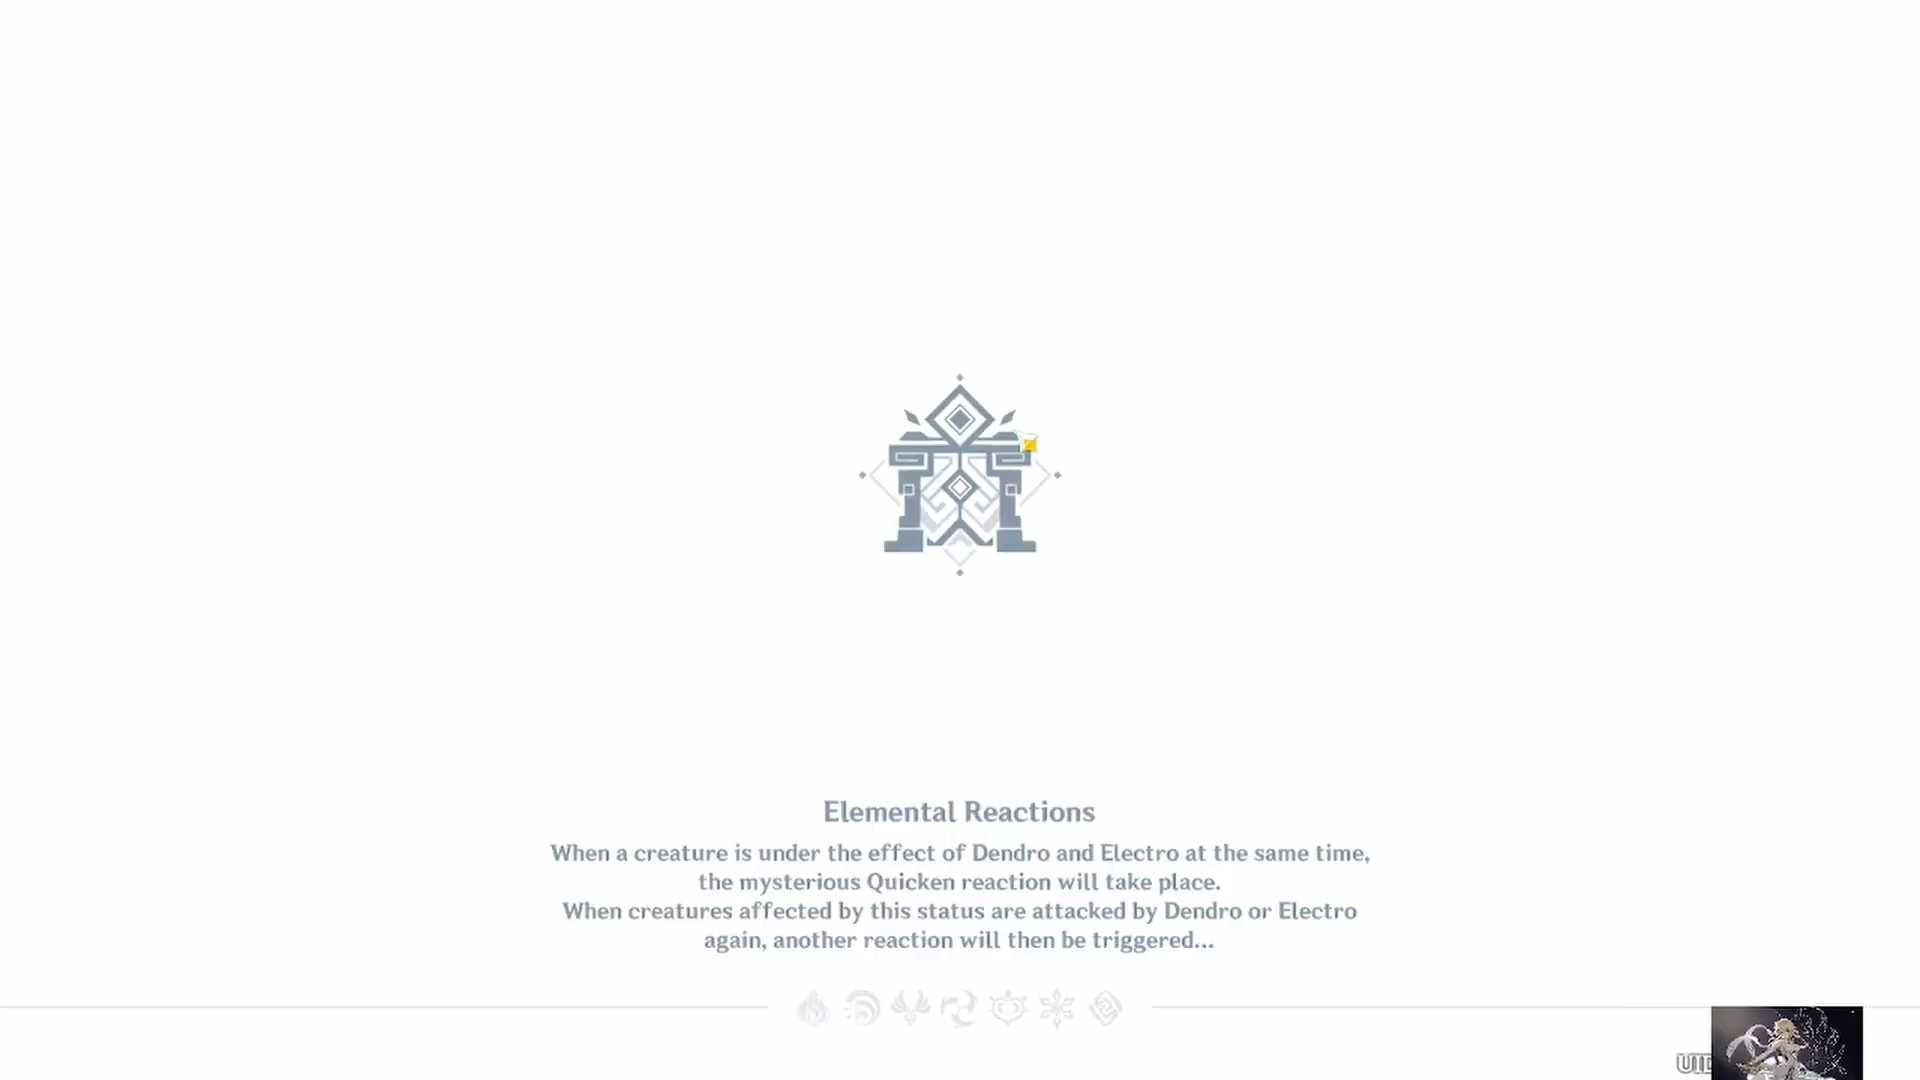 Elemental Reactions
When a creature is under the effect of Dendro and Electro at the same time,
the mysterious Quicken reaction will take place.
When creatures affected by this status are attacked by Dendro or Electro
again, another reaction will then be triggered...
UID